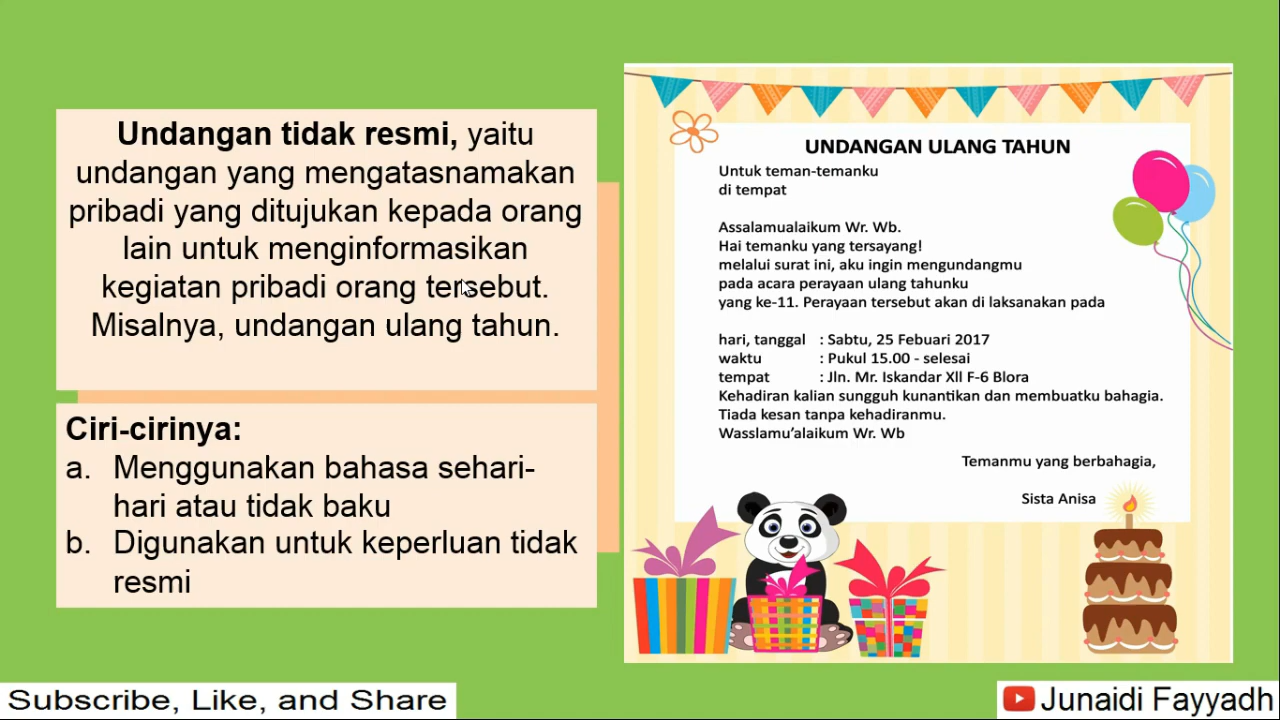 Undangan tidak resmi, yaitu
undangan yang mengatasnamakan
pribadi yang ditujukan kepada orang
lain untuk menginformasikan
kegiatan pribadi orang tersebut.
Misalnya, undangan ulang tahun.
Ciri-cirinya:
a. Menggunakan bahasa sehari-
hari atau tidak baku
b. Digunakan untuk keperluan tidak
resmi
UNDANGAN ULANG TAHUN
Untuk teman-temanku
di tempat
Assalamualaikum Wr. Wb.
Hai temanku yang tersayang!
melalui surat ini, aku ingin mengundangmu
pada acara perayaan ulang tahunku
yang ke-11. Perayaan tersebut akan di laksanakan pada
hari, tanggal : Sabtu, 25 Febuari 2017
waktu : Pukul 15.00 - selesai
tempat : Jln. Mr. Iskandar Xll F-6 Blora
Kehadiran kalian sungguh kunantikan dan membuatku bahagia.
Tiada kesan tanpa kehadiranmu.
Wasslamu’alaikum Wr. Wb
Temanmu yang berbahagia,
Sista Anisa
Subscribe, Like, and Share
Junaidi Fayyadh